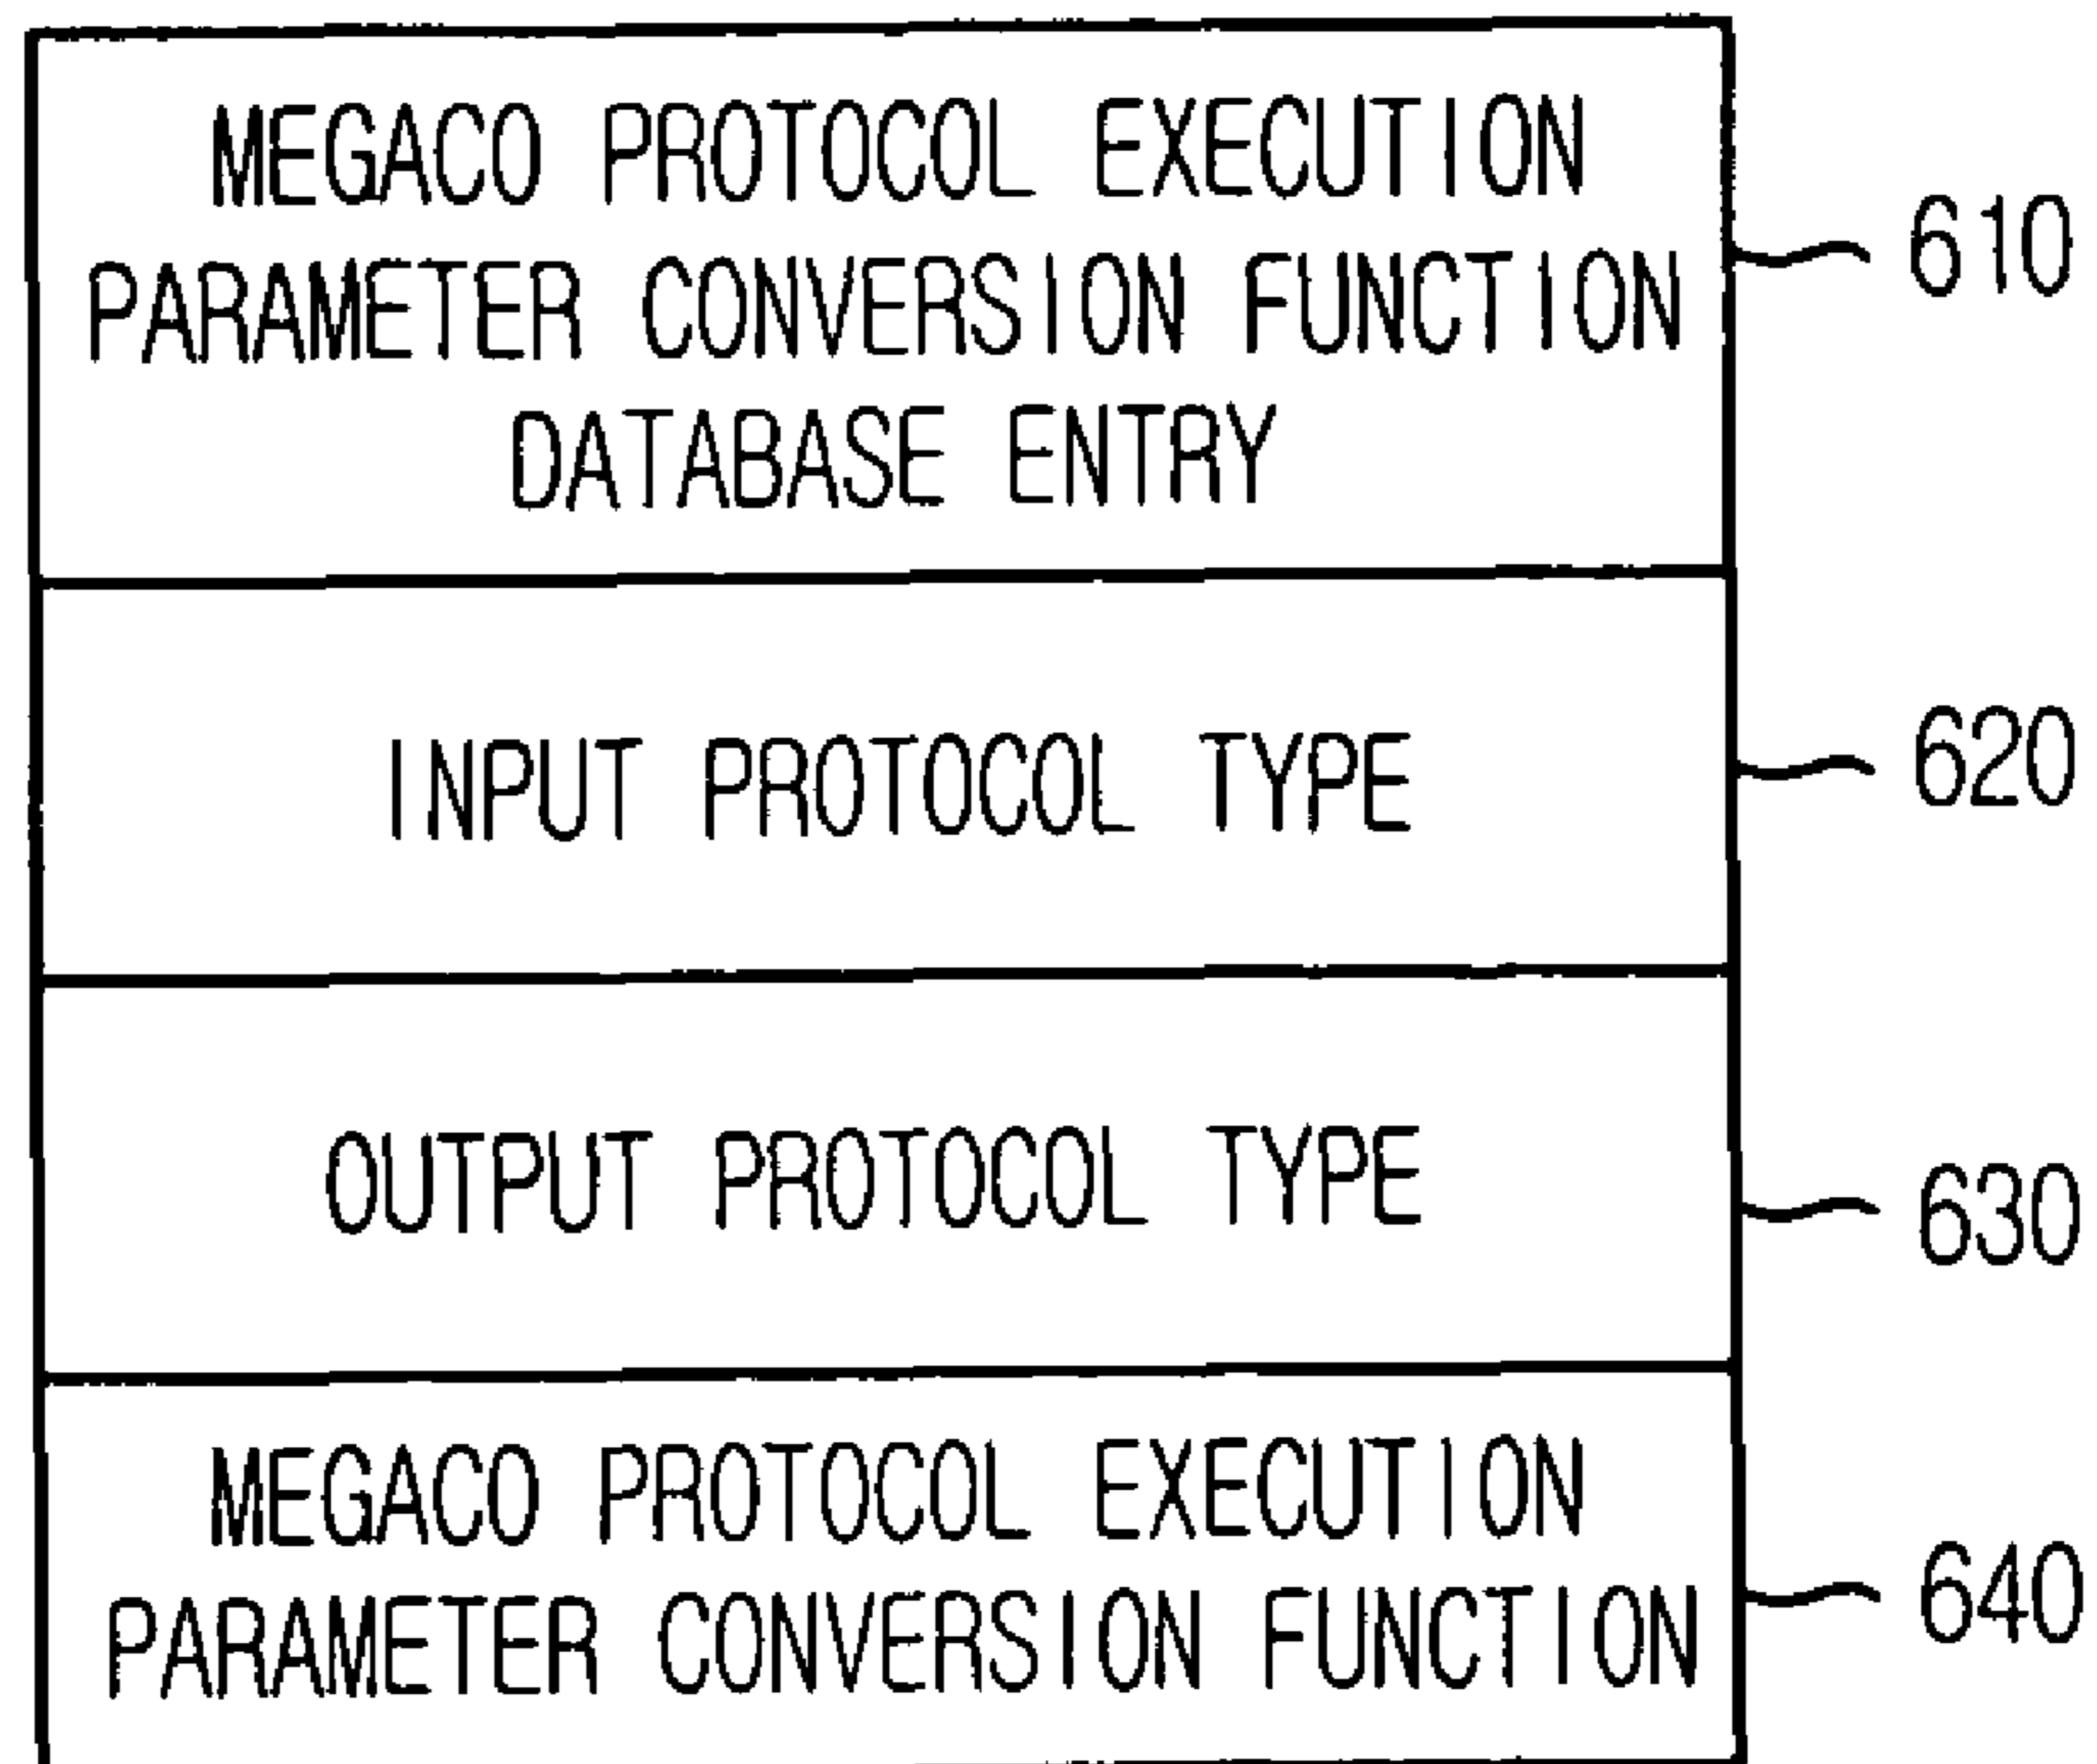 MEGACO PROTOCOL EXECUTION
PARAMETER CONVERSION FUNCTION
DATABASE ENTRY
610
INPUT PROTOCOL TYPE
620
OUTPUT PROTOCOL TYPE
630
MEGACO PROTOCOL EXECUTION
PARAMETER CONVERSION FUNCTION
640